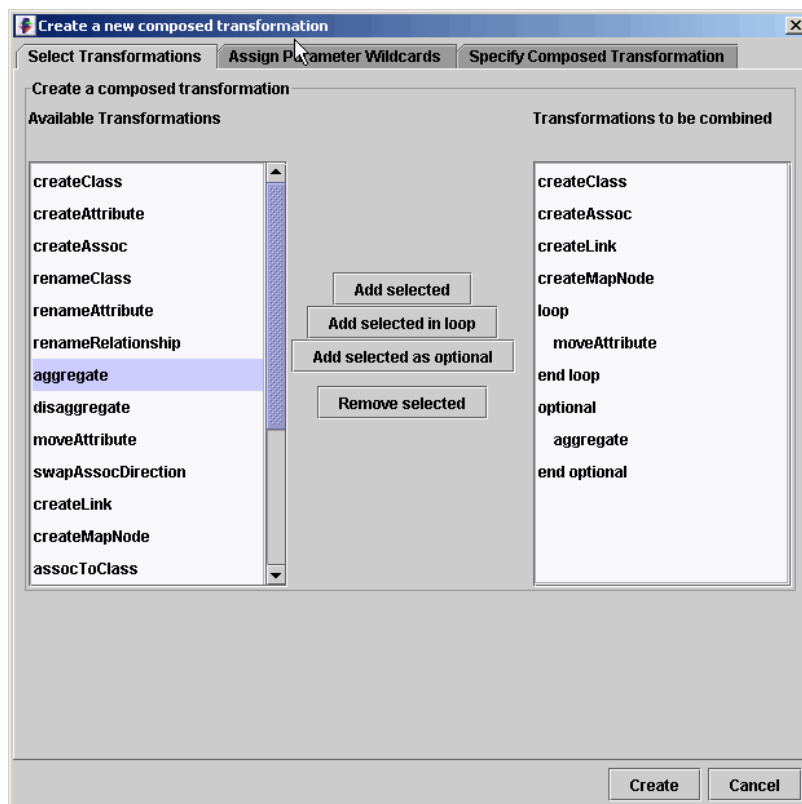 Create a new composed transformation
Select Transformations
Assign Parameter Wildcards
Specify Composed Transformation
Create a composed transformation
Available Transformations
Transformations to be combined
createClass
createAttribute
createAssoc
renameClass
renameAttribute
renameRelationship
aggregate
disaggregate
moveAttribute
swapAssocDirection
createLink
createMapNode
assocToClass
Add selected
Add selected in loop
Add selected as optional
Remove selected
createClass
createAssoc
createLink
createMapNode
loop
moveAttribute
end loop
optional
aggregate
end optional
Create
Cancel